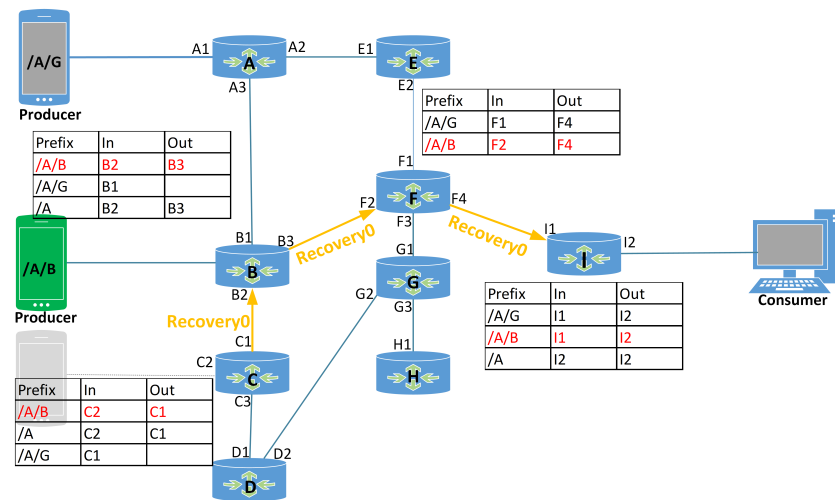 /A/G
Producer
A1
A
A2
A3
E1
E
E2
Prefix In Out
/A/G F1 F4
/A/B F2 F4
Prefix In Out
/A/B B2 B3
/A/G B1
/A B2 B3
F1
F2
F
F4
F3
Recovery0
Recovery0
I1
I
I2
Consumer
/A/B
Producer
B1
B3
B
B2
G1
G2
G
G3
Prefix In Out
/A/G I1 I2
/A/B I1 I2
/A I2 I2
Recovery0
C1
C2
C
C3
H1
H
Prefix In Out
/A/B C2 C1
/A C2 C1
/A/G C1
D1
D2
D